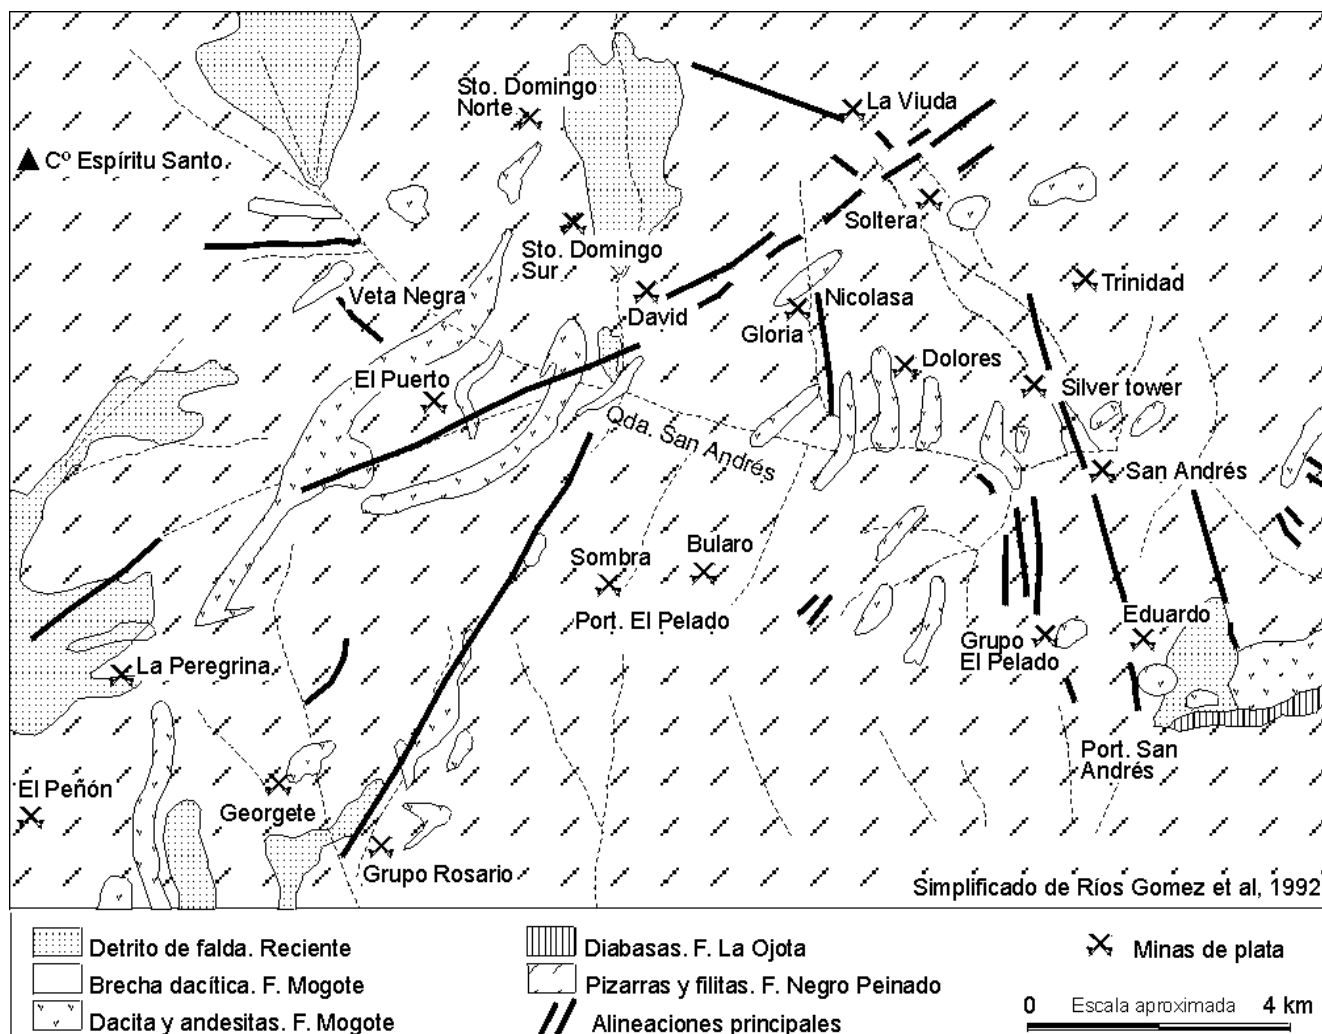 Sto. Domingo
Norte
La Viuda
Cº Espíritu Santo.
Soltera
Sto. Domingo
Sur
Trinidad
Veta Negra
Nicolasa
David
Gloria
Dolores
El Puerto
Silver tower
Qda. San Andrés
San Andrés
Sombra
Bularo
Port. El Pelado
Eduardo
Grupo
El Pelado
La Peregrina
Port. San
Andrés
El Peñón
Georgete
Grupo Rosario
Simplificado de Ríos Gomez et al, 1992
Detrito de falda. Reciente
Diabasas. F. La Ojota
Minas de plata
Brecha dacítica. F. Mogote
Pizarras y filitas. F. Negro Peinado
Dacita y andesitas. F. Mogote
Alineaciones principales
0 Escala aproximada 4 km